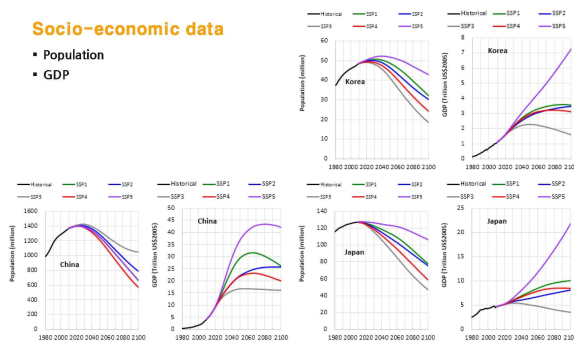 Socio-economic data
▪ Population
▪ GDP
Historical SSP1 SSP2
SSP3 SSP4 SSP5
Population (million)
60
50
40
30
20
10
0
Korea
1980 2000 2020 2040 2060 2080 2100
Historical SSP1 SSP2
SSP3 SSP4 SSP5
GDP (Trillion US$2005)
8
7
6
5
4
3
2
1
0
Korea
1980 2000 2020 2040 2060 2080 2100
Historical SSP1 SSP2
SSP3 SSP4 SSP5
Population (million)
1600
1400
1200
1000
800
600
400
200
0
China
1980 2000 2020 2040 2060 2080 2100
Historical SSP1 SSP2
SSP3 SSP4 SSP5
GDP (Trillion US$2005)
50
45
40
35
30
25
20
15
10
5
0
China
1980 2000 2020 2040 2060 2080 2100
Historical SSP1 SSP2
SSP3 SSP4 SSP5
Population (million)
140
120
100
80
60
40
20
0
Japan
1980 2000 2020 2040 2060 2080 2100
Historical SSP1 SSP2
SSP3 SSP4 SSP5
GDP (Trillion US$2005)
25
20
15
10
5
0
Japan
1980 2000 2020 2040 2060 2080 2100